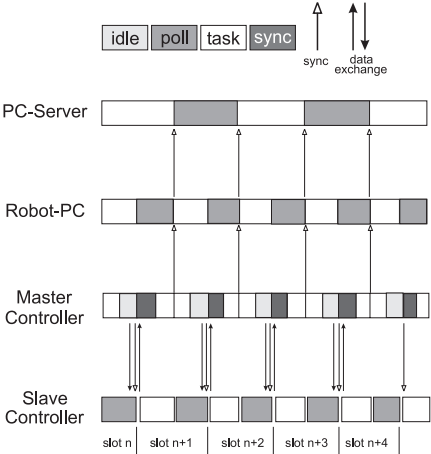 idle poll task sync
sync data
exchange
PC-Server
Robot-PC
Master
Controller
Slave
Controller
slot n slot n+1 slot n+2 slot n+3 slot n+4